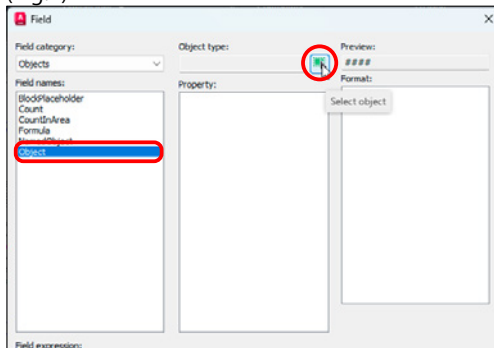 Field
Field category:
Objects
Field names:
BlockPlaceholder
Count
CountInArea
Formula
NamedObject
Object
Object type:
Property:
Select object
Preview:
####
Format:
Field expression: